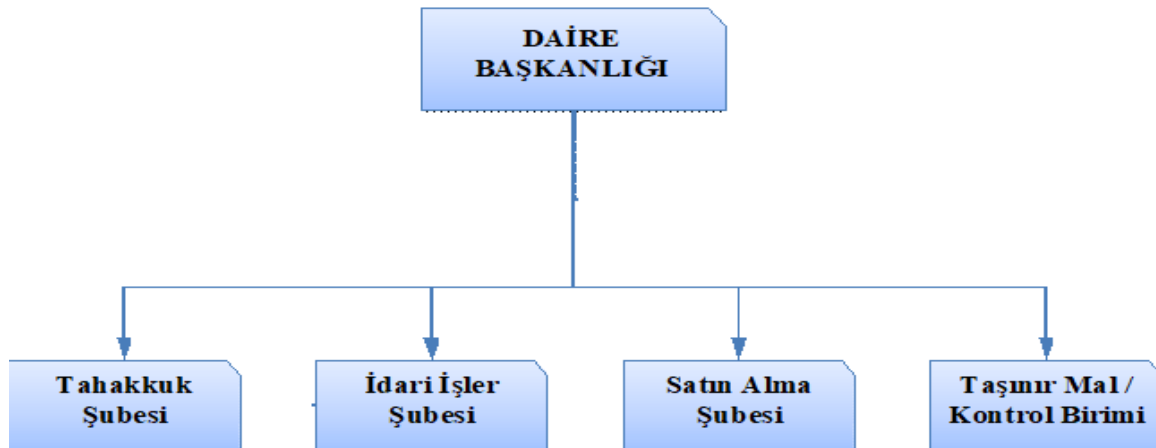 DAİRE
BAŞKANLIĞI
Tahakkuk
Şubesi
İdari İşler
Şubesi
Satın Alma
Şubesi
Taşınır Mal /
Kontrol Birimi